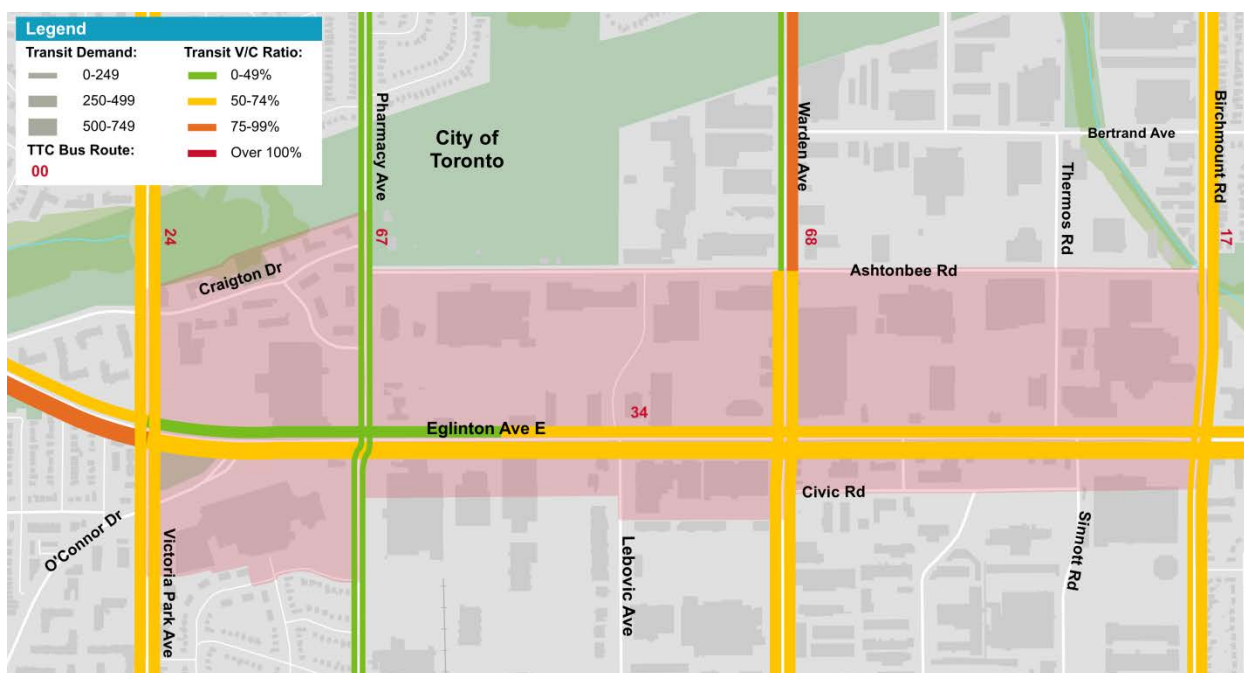 Legend
Transit Demand:
0-249
250-499
500-749
TTC Bus Route:
00
Transit V/C Ratio:
0-49%
50-74%
75-99%
Over 100%
City of
Toronto
Pharmacy Ave
Warden Ave
Bertrand Ave
Birchmount Rd
Thermos Rd
24
67
68
17
Craigton Dr
Ashtonbee Rd
34
Eglinton Ave E
Civic Rd
O'Connor Dr
Victoria Park Ave
Lebovic Ave
Sinnott Rd